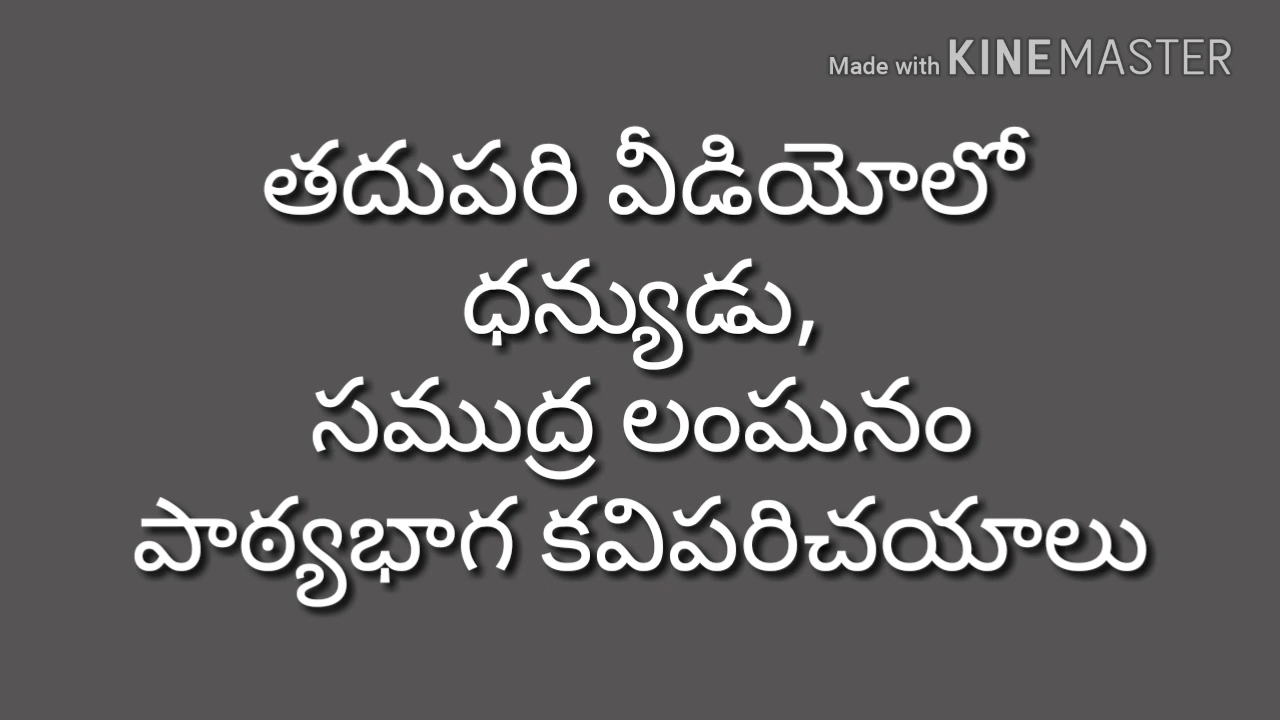 Made with KINEMASTER
తదుపరి వీడియోలో
ధన్యుడు,
సముద్ర లంఘనం
పాఠ్యభాగ కవిపరిచయాలు